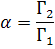 α = Γ₂/Γ₁